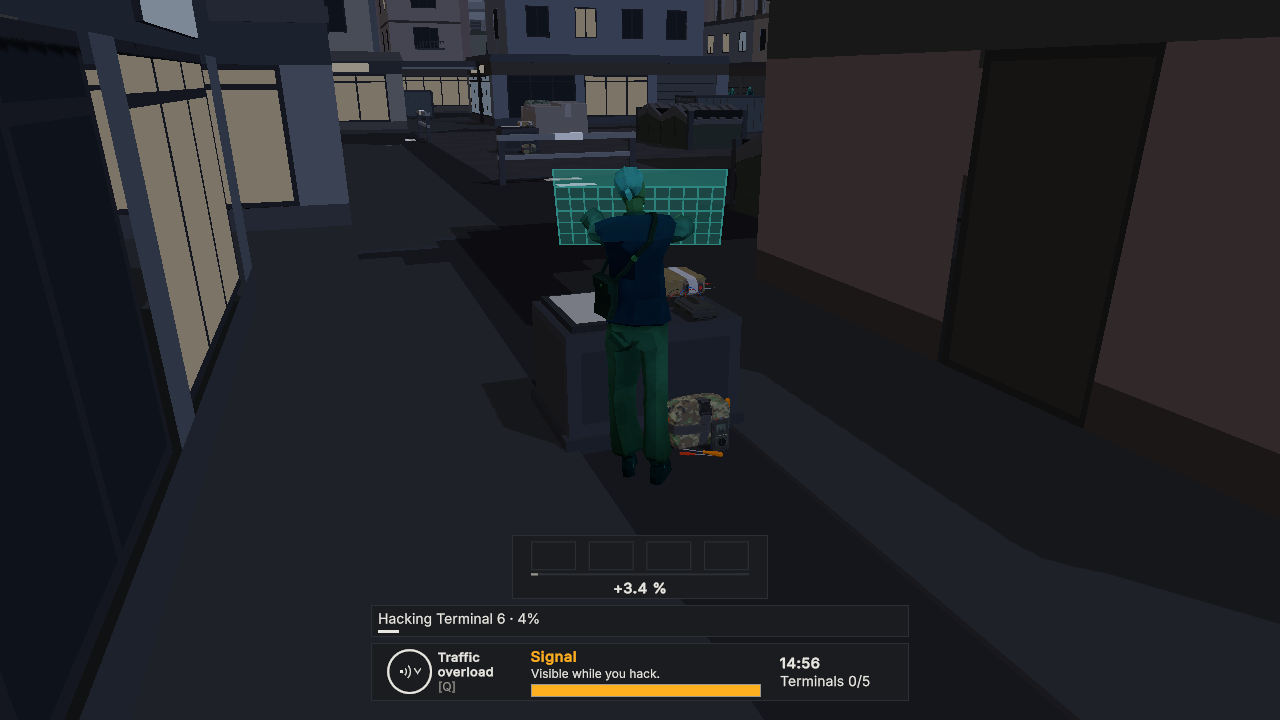 +3.4 %
Hacking Terminal 6 · 4%
Traffic
overload
[Q]
Signal
Visible while you hack.
14:56
Terminals 0/5